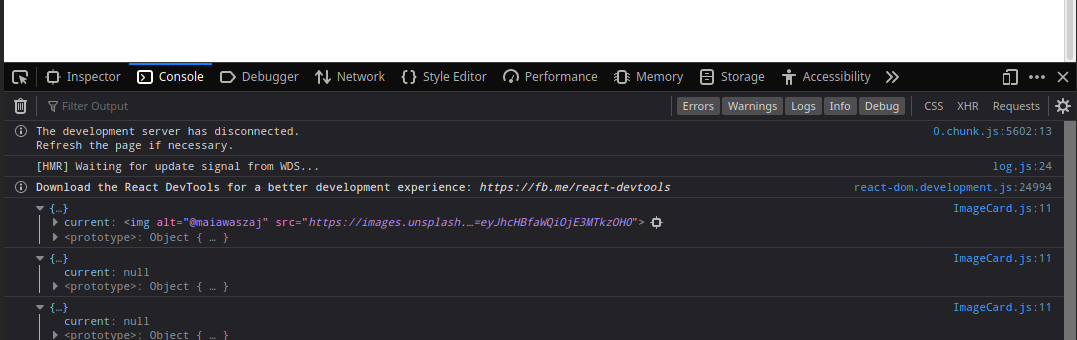 Inspector Console Debugger Network Style Editor Performance Memory Storage Accessibility
Filter Output Errors Warnings Logs Info Debug CSS XHR Requests
The development server has disconnected. 0.chunk.js:5602:13
Refresh the page if necessary.
[HMR] Waiting for update signal from WDS... log.js:24
Download the React DevTools for a better development experience: https://fb.me/react-devtools react-dom.development.js:24994
{…} ImageCard.js:11
current: <img alt="@maiawaszaj" src="https://images.unsplash.…=eyJhcHBfaWQiOjE3MTkzOH0">
<prototype>: Object { … }
{…} ImageCard.js:11
current: null
<prototype>: Object { … }
{…} ImageCard.js:11
current: null
<prototype>: Object { … }